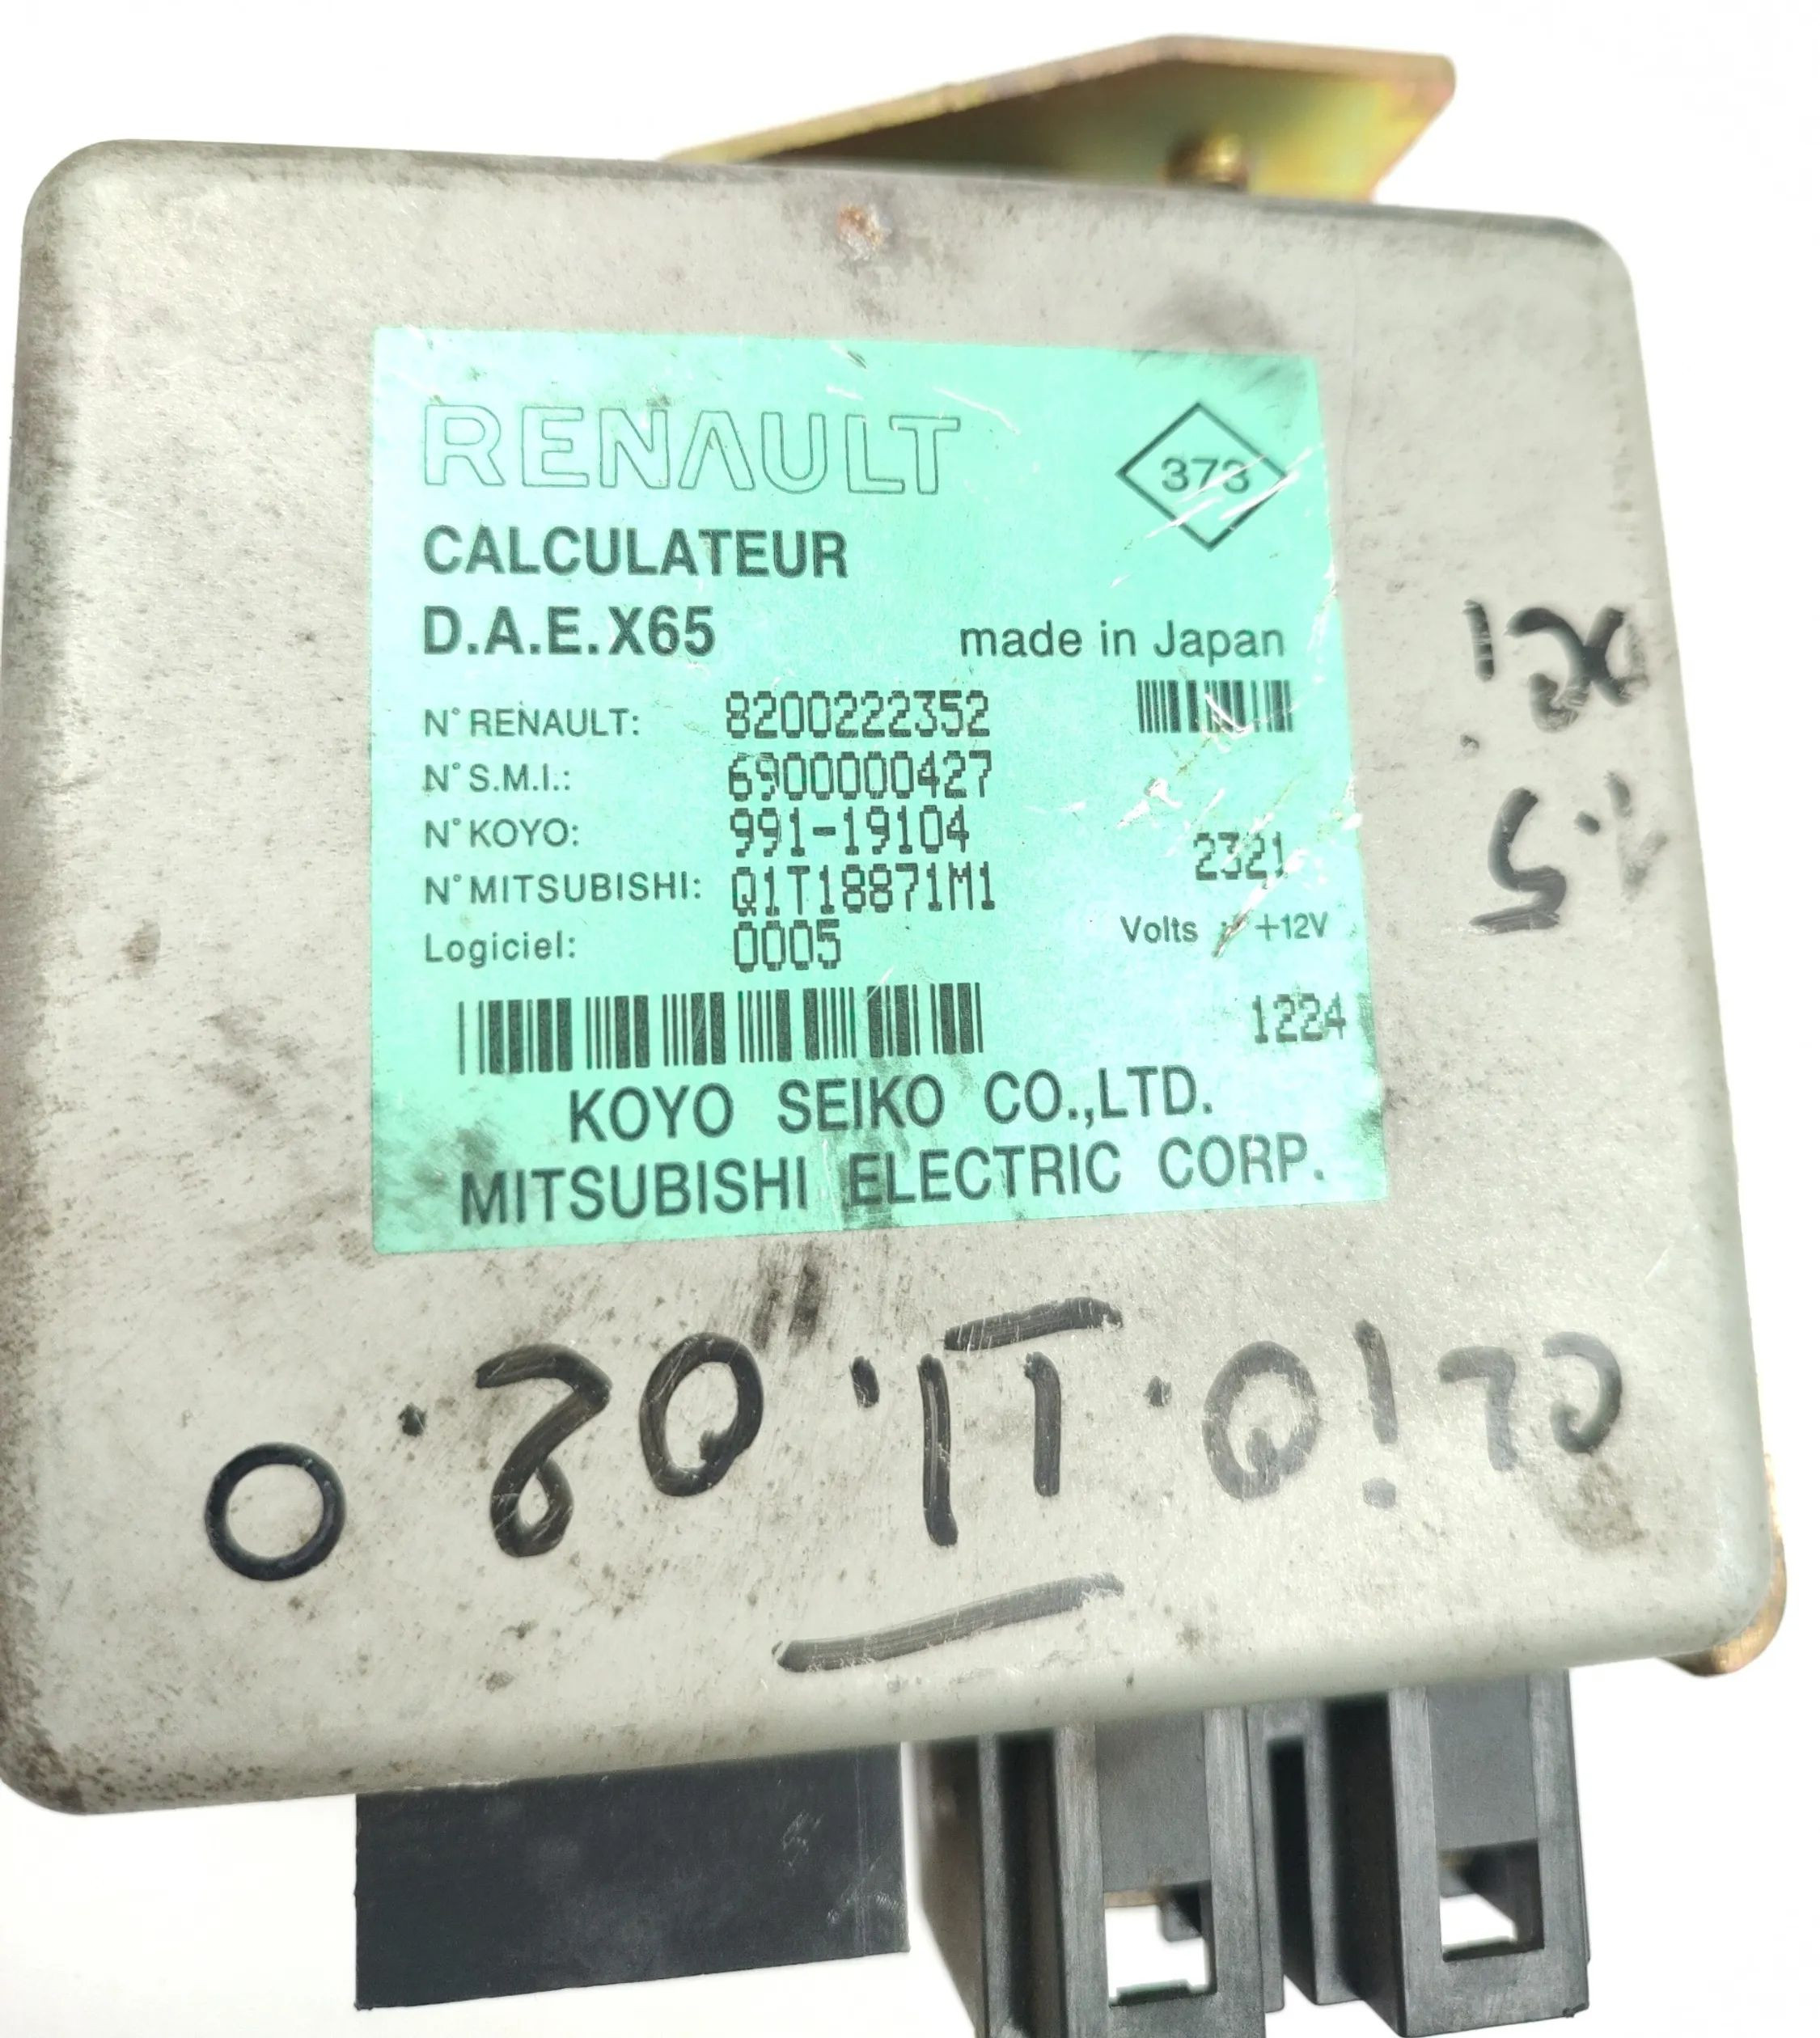 RENAULT
373
CALCULATEUR
D.A.E.X65
made in Japan
N° RENAULT: 8200222352
N° S.M.I.: 6900000427
N° KOYO: 991-19104
2321
N° MITSUBISHI: Q1T18871M1
Volts +12V
Logiciel: 0005
1224
KOYO SEIKO CO.,LTD.
MITSUBISHI ELECTRIC CORP.
CLIO.II.02.O
1.5